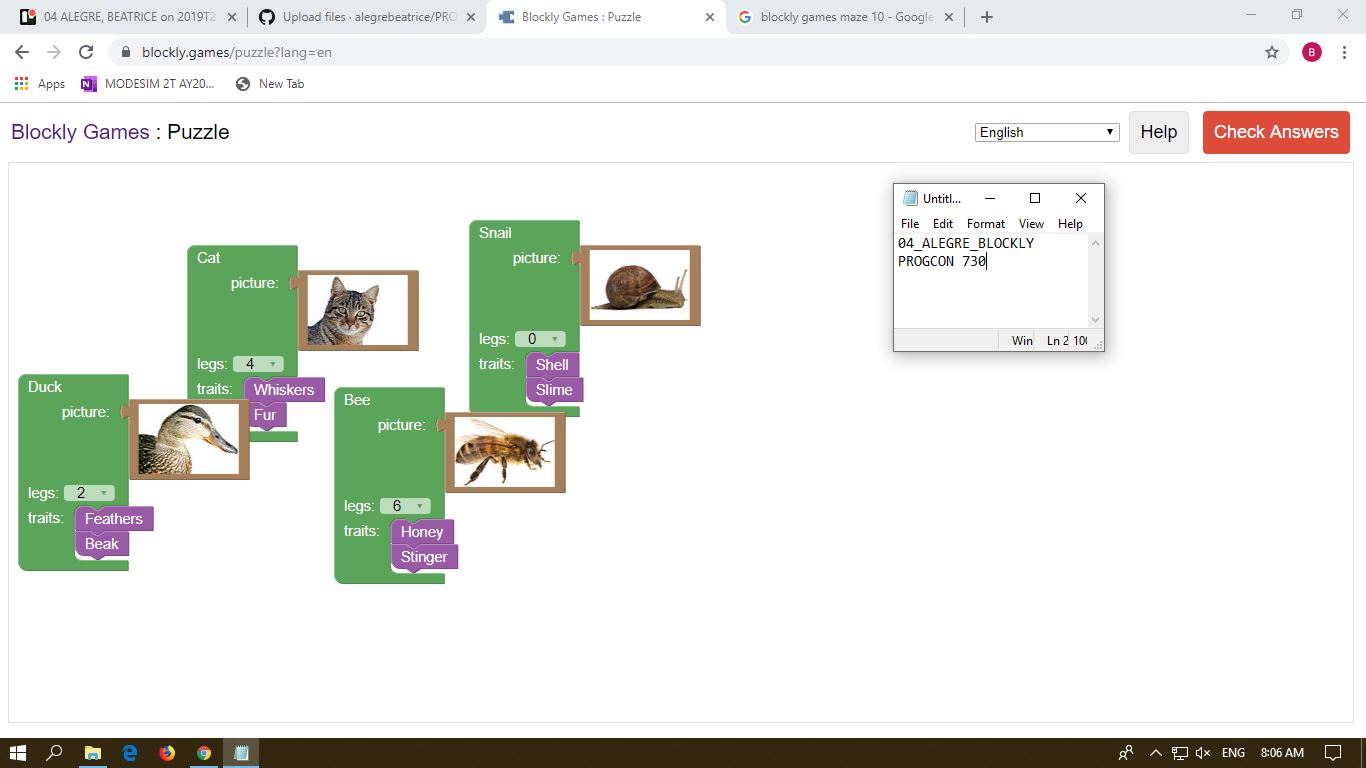 04 ALEGRE, BEATRICE on 2019T2
Upload files · alegrebeatrice/PRO
Blockly Games : Puzzle
blockly games maze 10 - Google
blockly.games/puzzle?lang=en
B
Apps
MODESIM 2T AY20...
New Tab
Blockly Games : Puzzle
English
Help
Check Answers
Untitl...
File Edit Format View Help
04_ALEGRE_BLOCKLY
PROGCON 730
Win Ln 2 100
Cat
picture:
legs: 4
traits: Whiskers
Fur
Snail
picture:
legs: 0
traits: Shell
Slime
Duck
picture:
legs: 2
traits: Feathers
Beak
Bee
picture:
legs: 6
traits: Honey
Stinger
ENG
8:06 AM